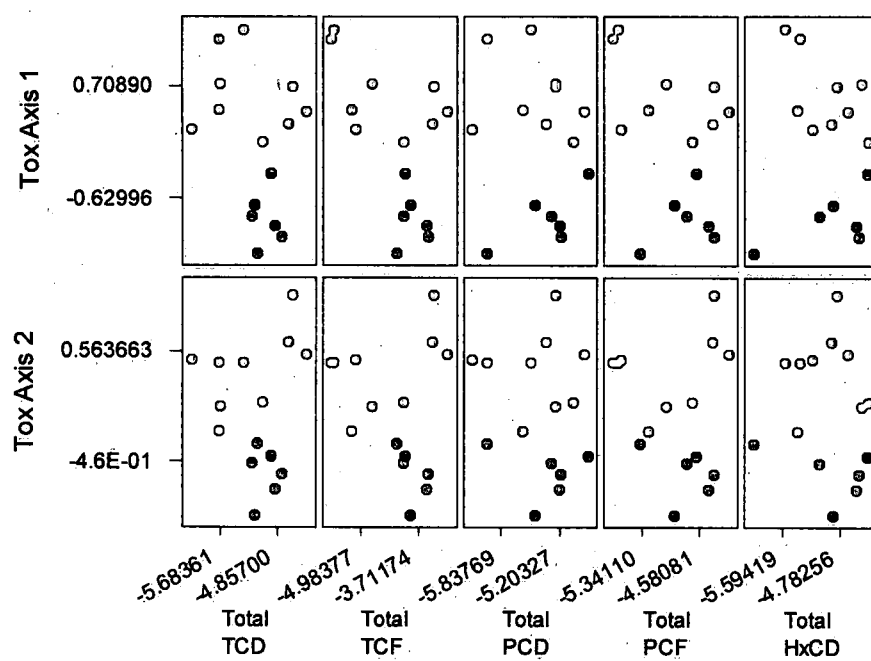 Tox Axis 1
0.70890
-0.62996
Tox Axis 2
0.563663
-4.6E-01
-5.68361
-4.85700
-4.98377
-3.71174
-5.83769
-5.20327
-5.34110
-4.58081
-5.59419
-4.78256
Total Total Total Total Total
TCD TCF PCD PCF HxCD